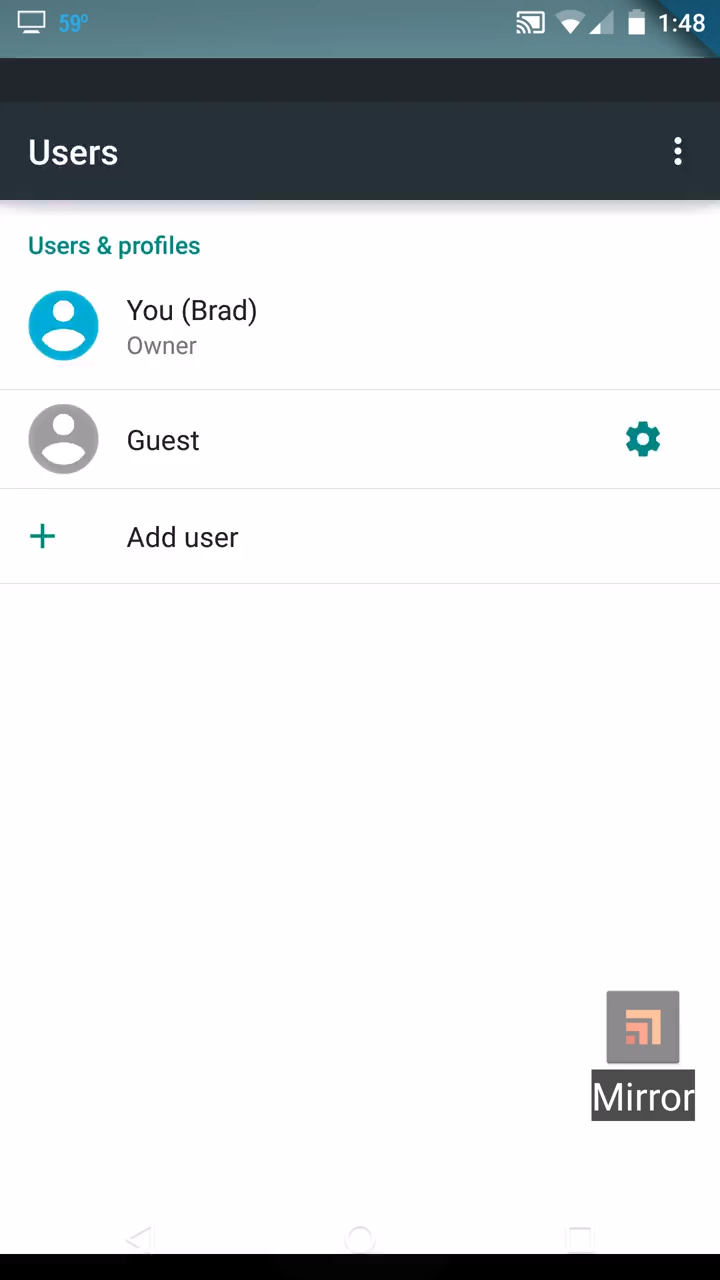 59° 1:48
Users
Users & profiles
You (Brad)
Owner
Guest
Add user
Mirror